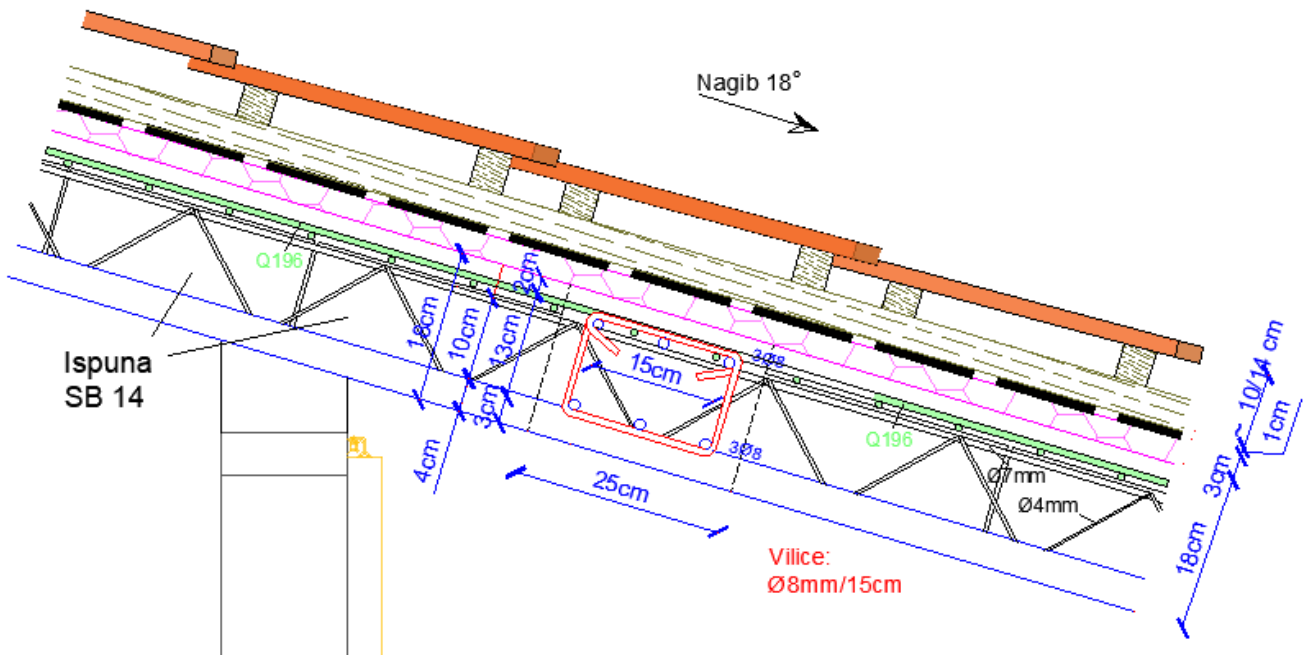 Nagib 18°
Q196
2cm
18cm
10cm
13cm
3cm
4cm
15cm
3Ø8
3Ø8
25cm
Ispuna
SB 14
Q196
Ø7mm
Ø4mm
Vilice:
Ø8mm/15cm
~ 10/14 cm
1cm
3cm
18cm